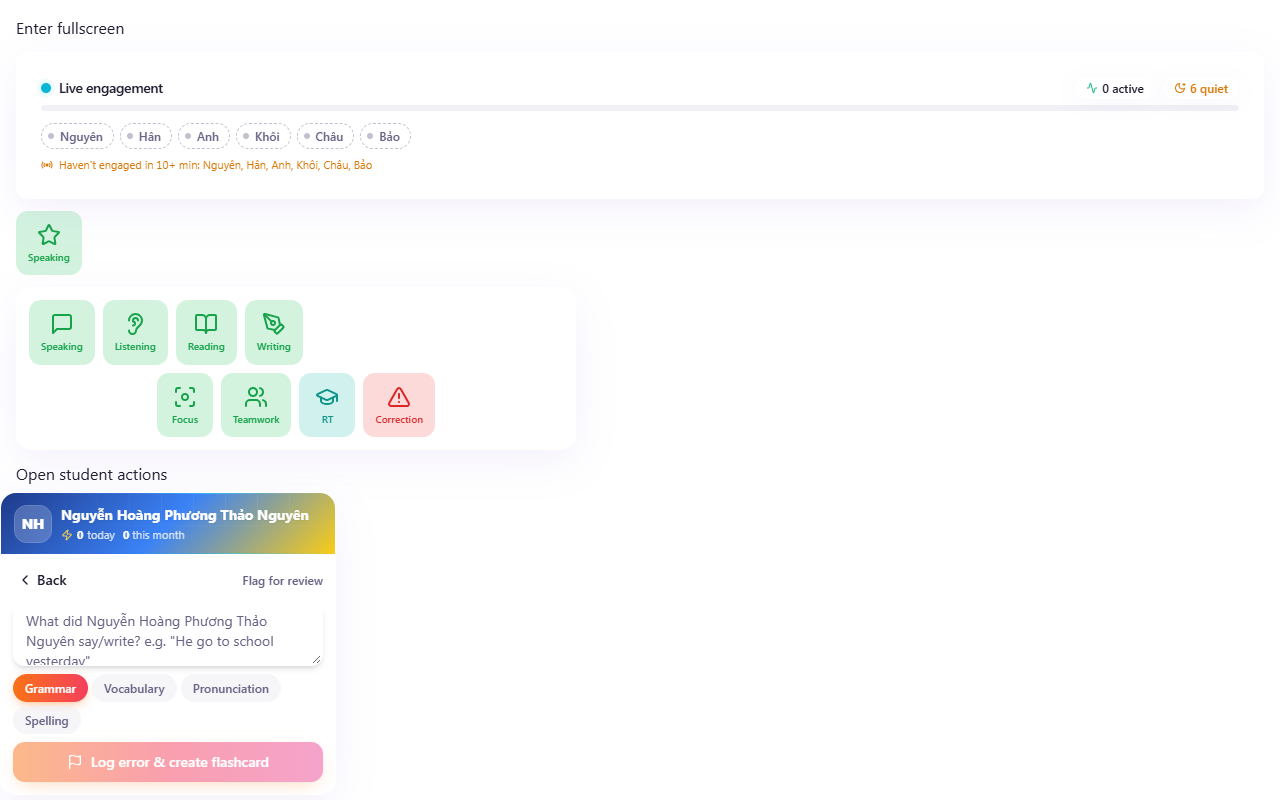 Enter fullscreen
Live engagement
0 active
6 quiet
Nguyên Hân Anh Khôi Châu Bảo
Haven't engaged in 10+ min: Nguyên, Hân, Anh, Khôi, Châu, Bảo
Speaking
Speaking Listening Reading Writing
Focus Teamwork RT Correction
Open student actions
NH
Nguyễn Hoàng Phương Thảo Nguyên
0 today 0 this month
Back
Flag for review
What did Nguyễn Hoàng Phương Thảo
Nguyên say/write? e.g. "He go to school
yesterday"
Grammar Vocabulary Pronunciation
Spelling
Log error & create flashcard